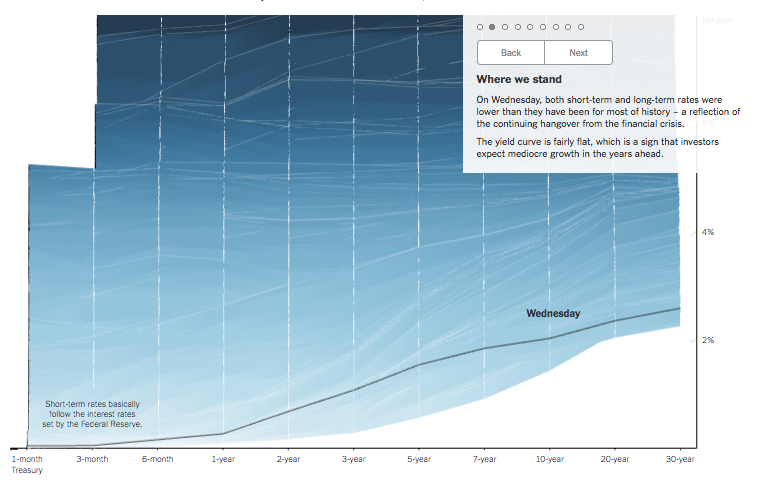 Back
Next
Where we stand
On Wednesday, both short-term and long-term rates were
lower than they have been for most of history – a reflection of
the continuing hangover from the financial crisis.
The yield curve is fairly flat, which is a sign that investors
expect mediocre growth in the years ahead.
4%
Wednesday
2%
Short-term rates basically
follow the interest rates
set by the Federal Reserve.
1-month
Treasury
3-month
6-month
1-year
2-year
3-year
5-year
7-year
10-year
20-year
30-year